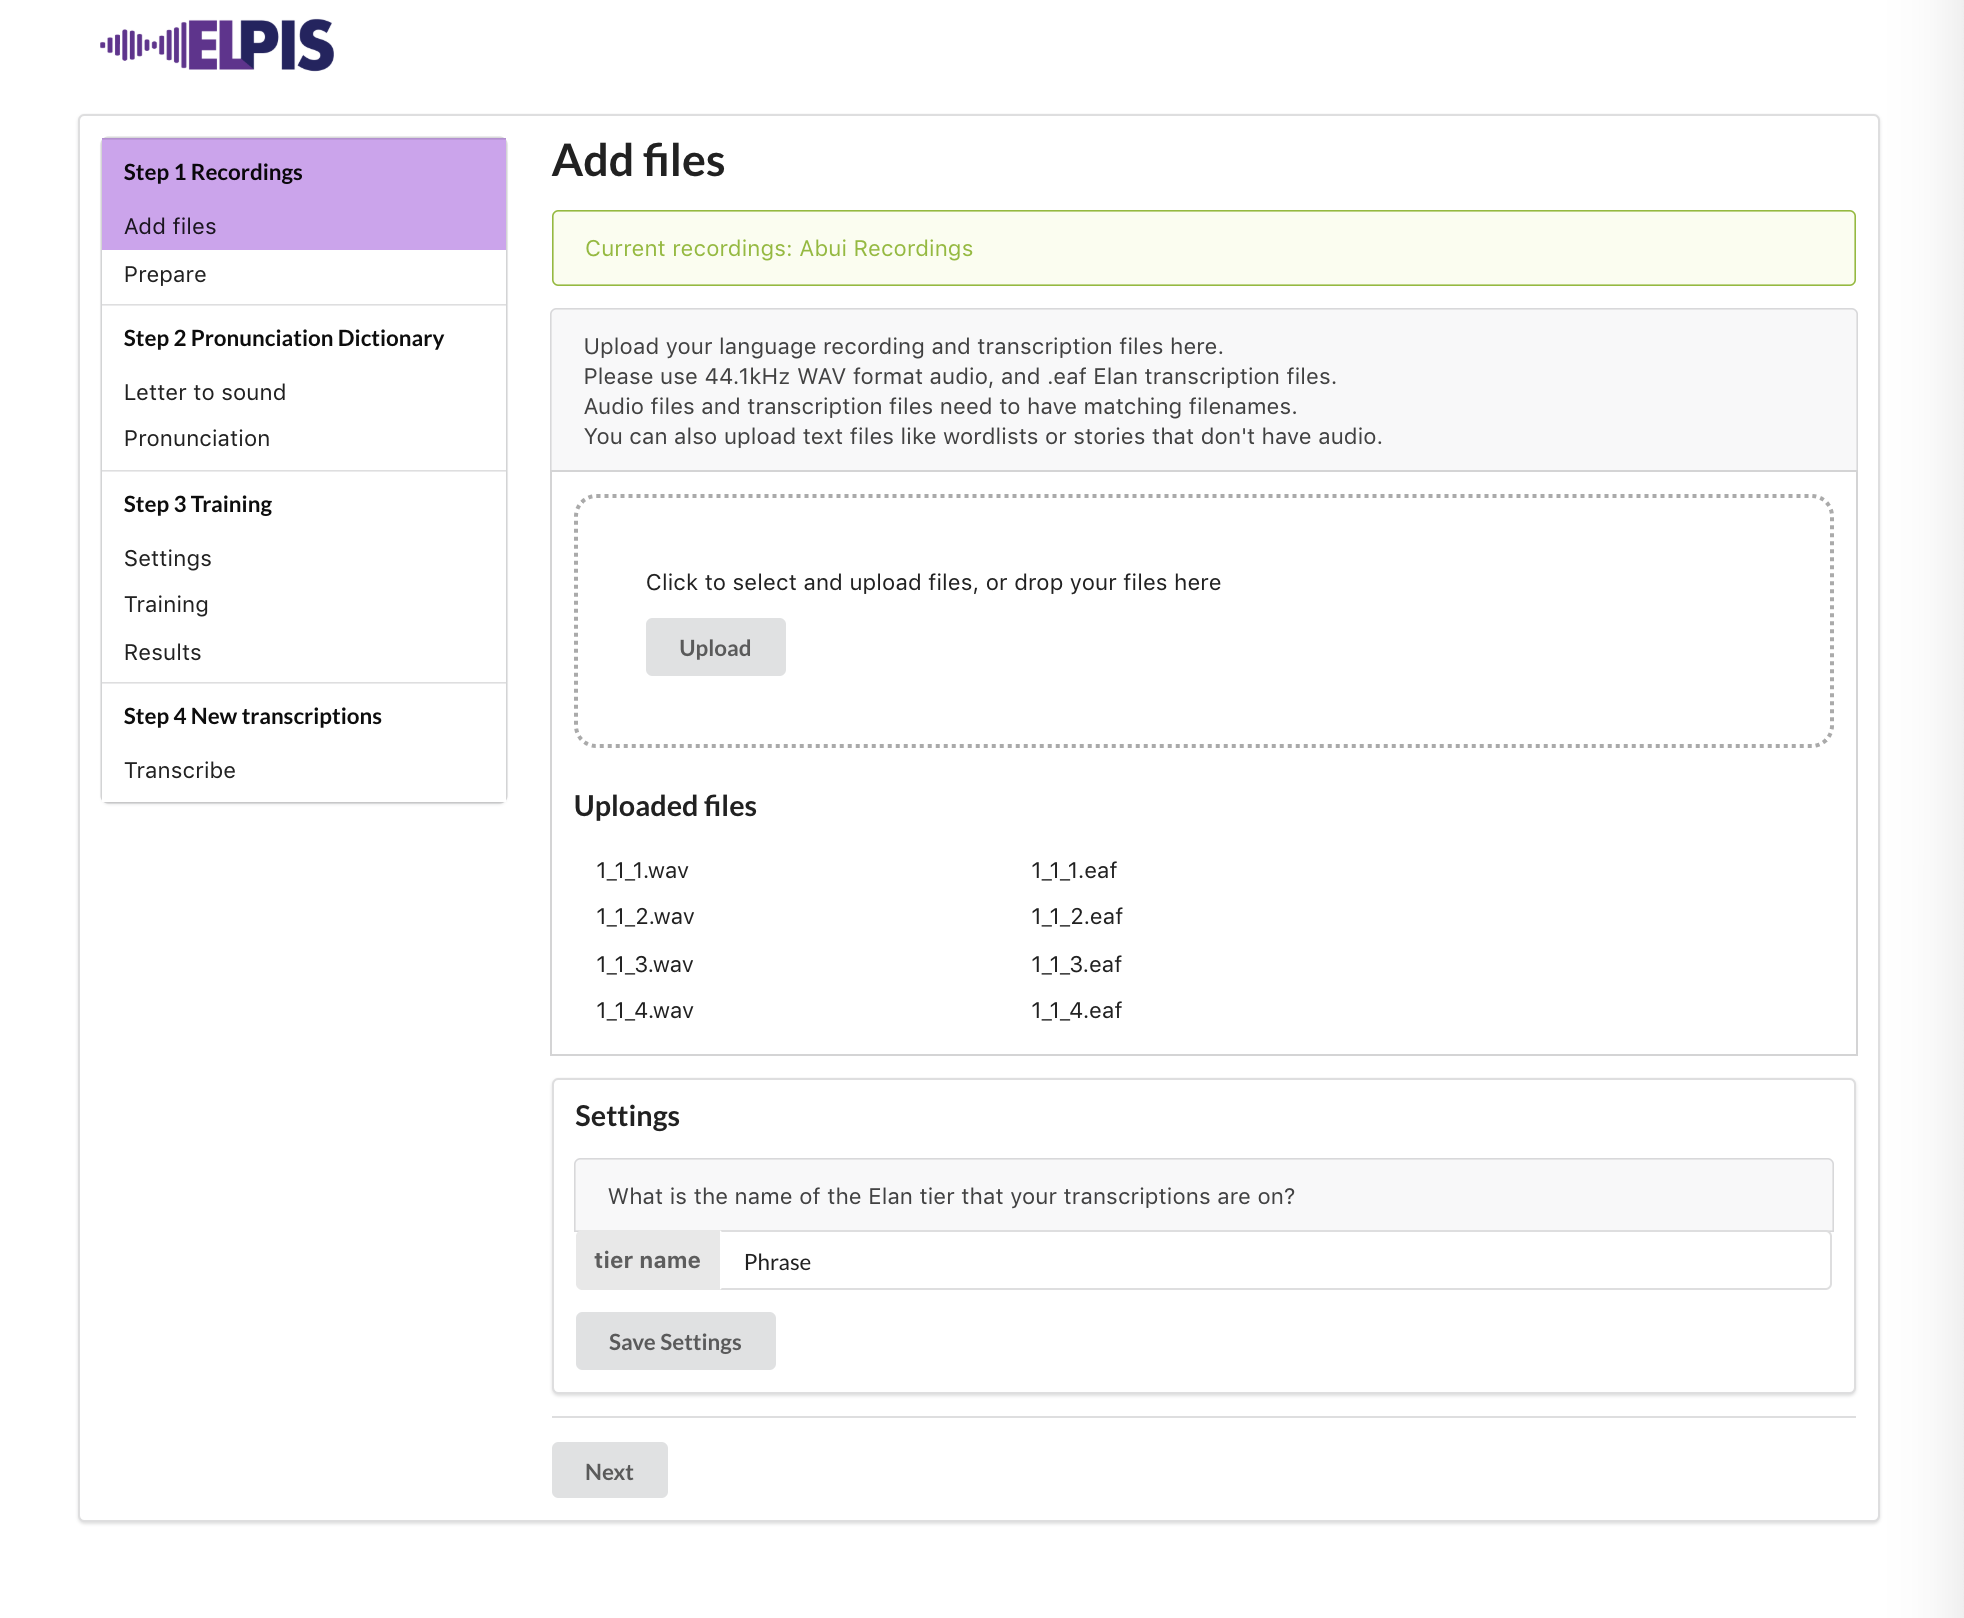 ELPIS
Step 1 Recordings
Add files
Prepare
Step 2 Pronunciation Dictionary
Letter to sound
Pronunciation
Step 3 Training
Settings
Training
Results
Step 4 New transcriptions
Transcribe
Add files
Current recordings: Abui Recordings
Upload your language recording and transcription files here.
Please use 44.1kHz WAV format audio, and .eaf Elan transcription files.
Audio files and transcription files need to have matching filenames.
You can also upload text files like wordlists or stories that don't have audio.
Click to select and upload files, or drop your files here
Upload
Uploaded files
1_1_1.wav 1_1_1.eaf
1_1_2.wav 1_1_2.eaf
1_1_3.wav 1_1_3.eaf
1_1_4.wav 1_1_4.eaf
Settings
What is the name of the Elan tier that your transcriptions are on?
tier name Phrase
Save Settings
Next